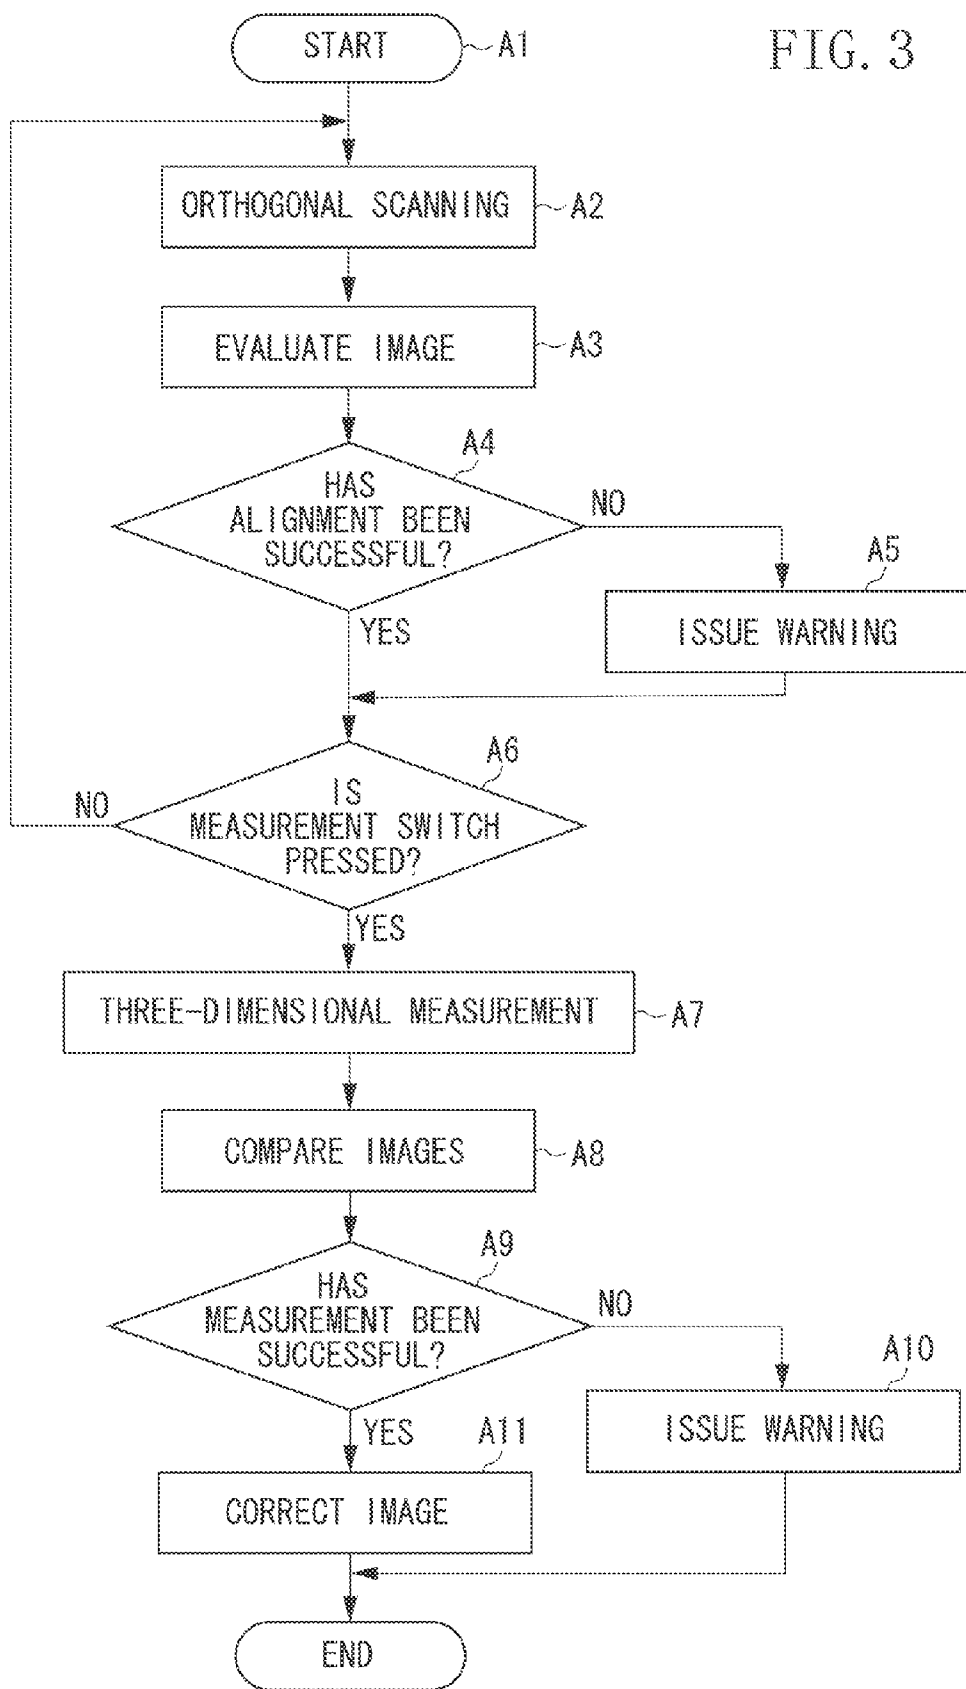 FIG. 3
START
A1
ORTHOGONAL SCANNING
A2
EVALUATE IMAGE
A3
A4
HAS
ALIGNMENT BEEN
SUCCESSFUL?
NO
YES
A5
ISSUE WARNING
A6
IS
MEASUREMENT SWITCH
PRESSED?
NO
YES
THREE-DIMENSIONAL MEASUREMENT
A7
COMPARE IMAGES
A8
A9
HAS
MEASUREMENT BEEN
SUCCESSFUL?
NO
YES
A10
ISSUE WARNING
A11
CORRECT IMAGE
END